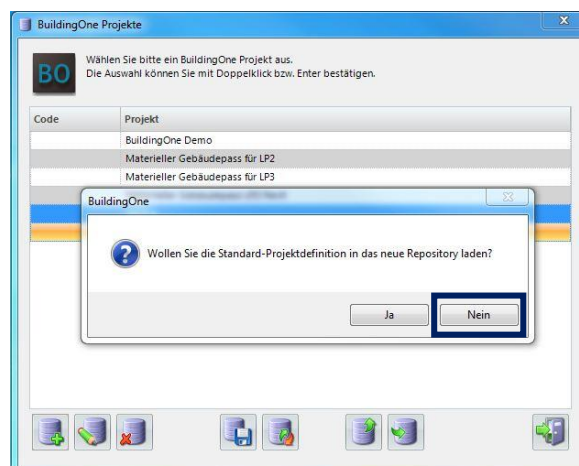 BuildingOne Projekte
BO
Wählen Sie bitte ein BuildingOne Projekt aus.
Die Auswahl können Sie mit Doppelklick bzw. Enter bestätigen.
Code Projekt
BuildingOne Demo
Materieller Gebäudepass für LP2
Materieller Gebäudepass für LP3
BuildingOne
Wollen Sie die Standard-Projektdefinition in das neue Repository laden?
Ja Nein